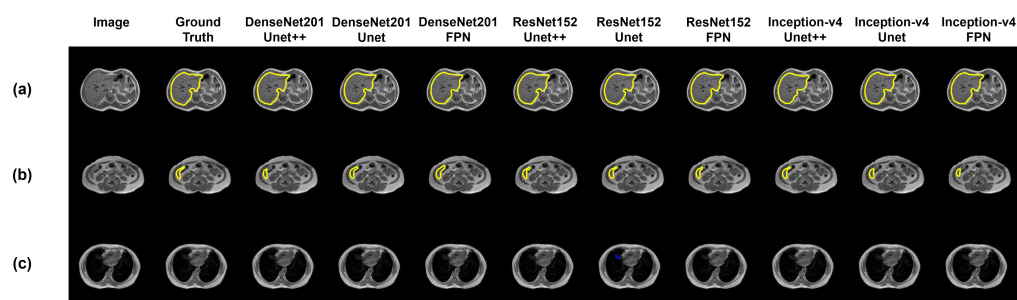 Image
Ground
Truth
DenseNet201
Unet++
DenseNet201
Unet
DenseNet201
FPN
ResNet152
Unet++
ResNet152
Unet
ResNet152
FPN
Inception-v4
Unet++
Inception-v4
Unet
Inception-v4
FPN
(a)
(b)
(c)